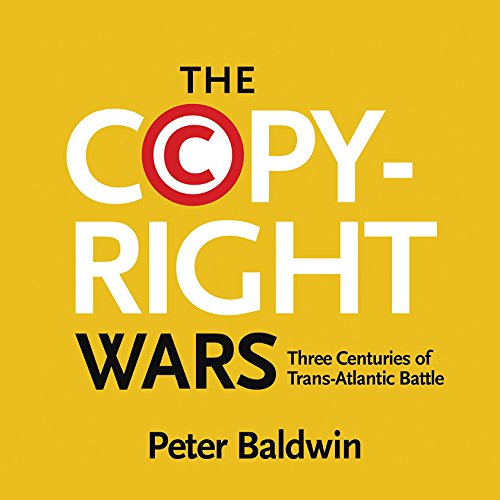 THE
COPY-
RIGHT
WARS
Three Centuries of
Trans-Atlantic Battle
Peter Baldwin